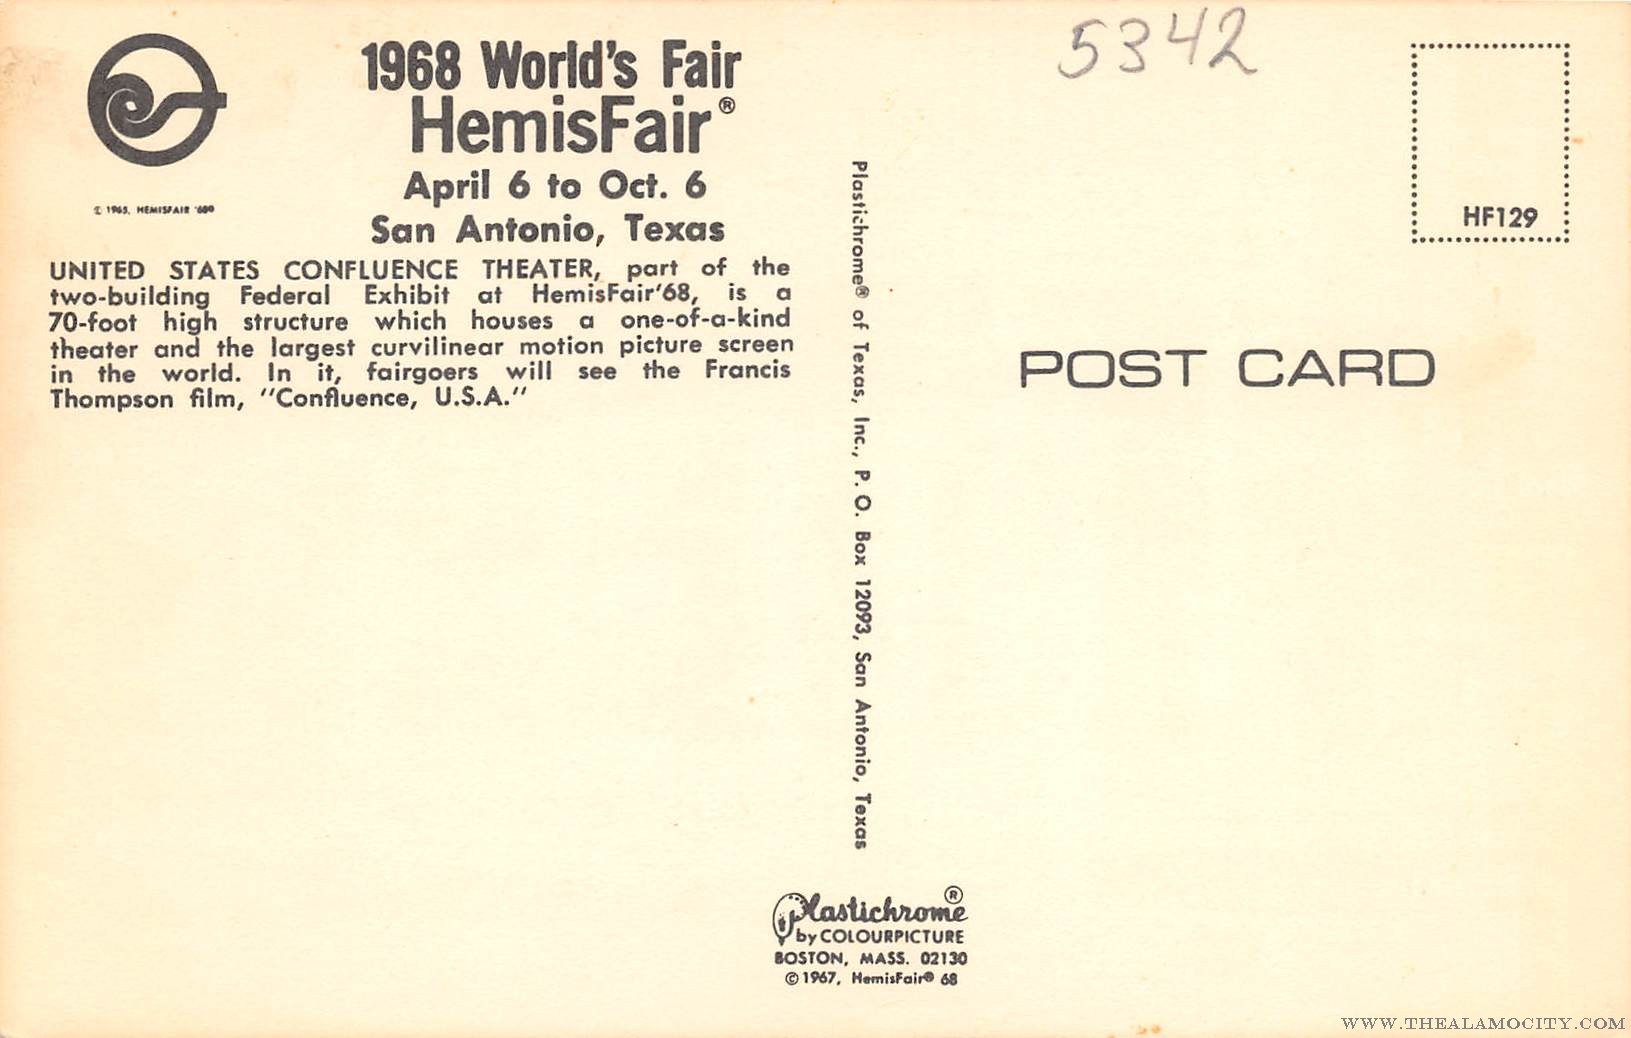 1968 World's Fair
HemisFair®
April 6 to Oct. 6
San Antonio, Texas
© 1965, HEMISFAIR '68®
UNITED STATES CONFLUENCE THEATER, part of the
two-building Federal Exhibit at HemisFair'68, is a
70-foot high structure which houses a one-of-a-kind
theater and the largest curvilinear motion picture screen
in the world. In it, fairgoers will see the Francis
Thompson film, "Confluence, U.S.A."
Plastichrome® of Texas, Inc., P. O. Box 12093, San Antonio, Texas
Plastichrome®
by COLOURPICTURE
BOSTON, MASS. 02130
© 1967, HemisFair® 68
5342
HF129
POST CARD
WWW.THEALAMOCITY.COM